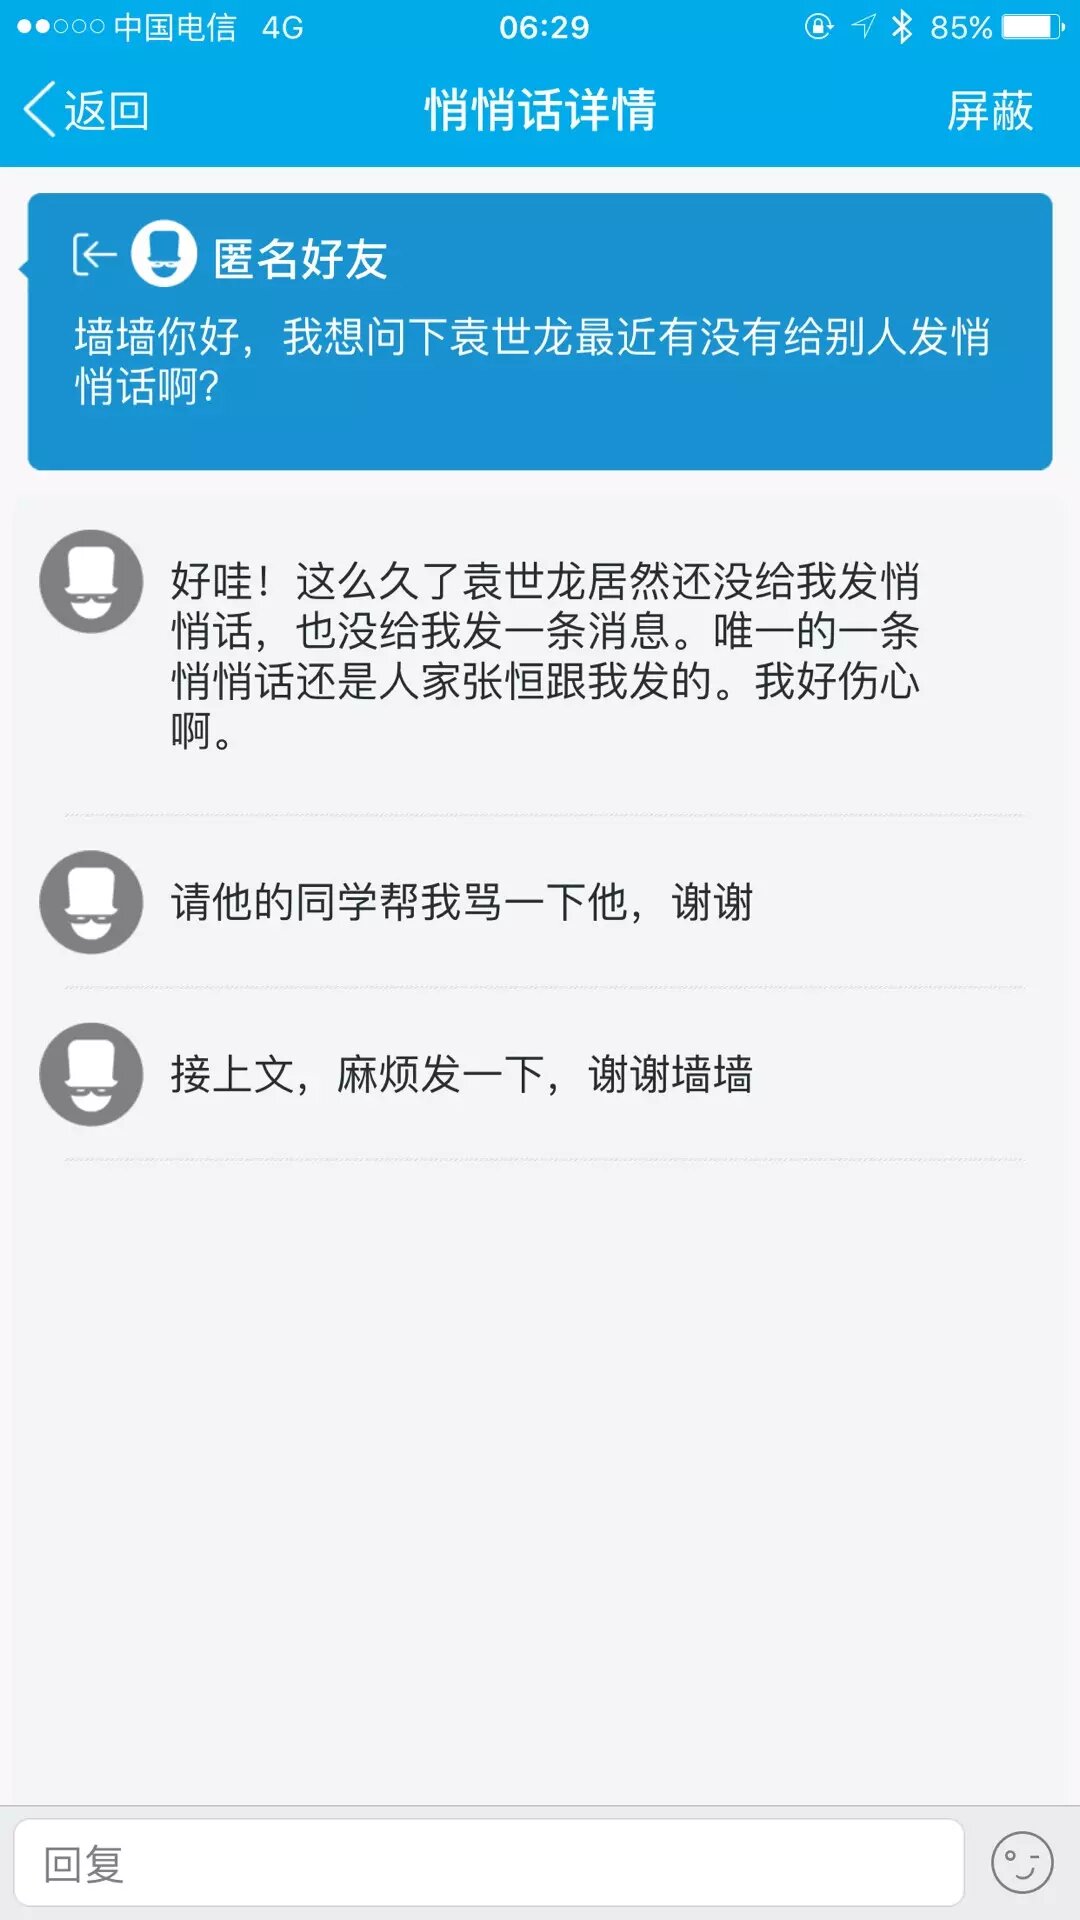 中国电信 4G 06:29 85%
返回 悄悄话详情 屏蔽
匿名好友
墙墙你好，我想问下袁世龙最近有没有给别人发悄
悄话啊？
好哇！这么久了袁世龙居然还没给我发悄
悄话，也没给我发一条消息。唯一的一条
悄悄话还是人家张恒跟我发的。我好伤心
啊。
请他的同学帮我骂一下他，谢谢
接上文，麻烦发一下，谢谢墙墙
回复